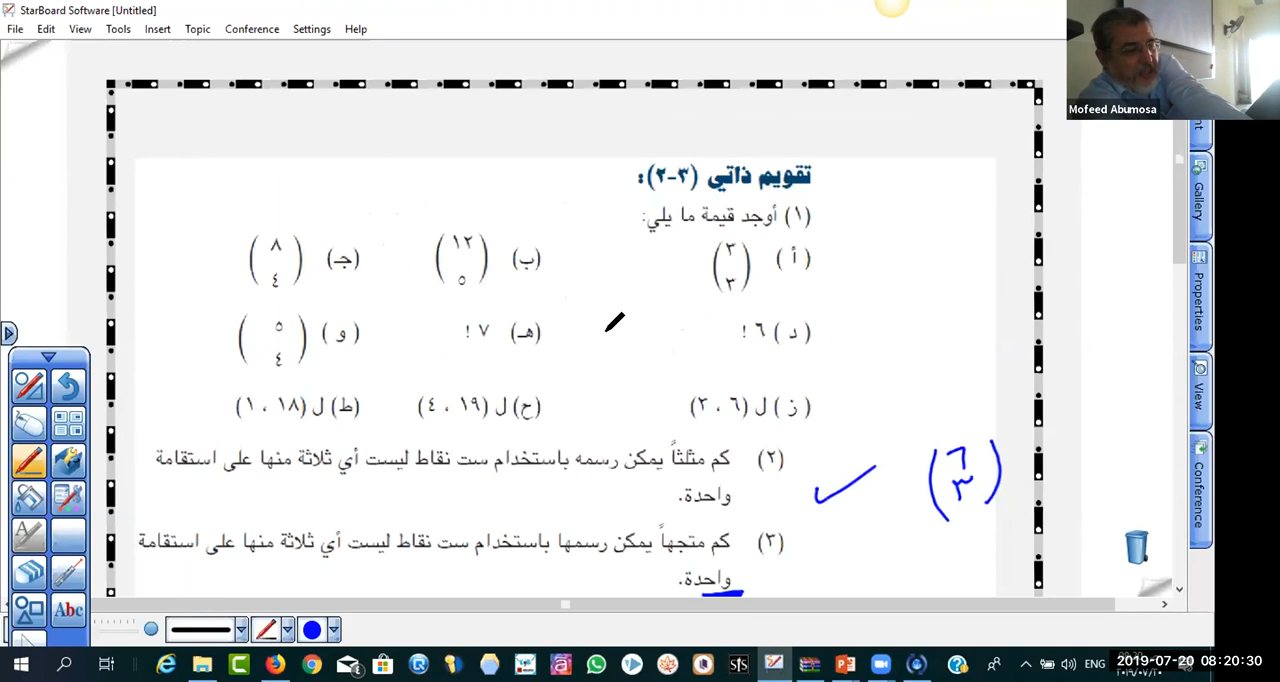 StarBoard Software [Untitled]
File Edit View Tools Insert Topic Conference Settings Help
Mofeed Abumosa
تقويم ذاتي (٣-٢):
(١) أوجد قيمة ما يلي:
(أ) (٣ ٣) (ب) (١٢ ٥) (جـ) (٨ ٤)
(د) ٦ ! (هـ) ٧ ! (و) (٥ ٤)
(ز) ل (٦ ، ٣) (ح) ل (١٩ ، ٤) (ط) ل (١٨ ، ١)
(٢) كم مثلثاً يمكن رسمه باستخدام ست نقاط ليست أي ثلاثة منها على استقامة
واحدة.
(٦ ٣)
(٣) كم متجهاً يمكن رسمها باستخدام ست نقاط ليست أي ثلاثة منها على استقامة
واحدة.
Gallery
Properties
View
Conference
Abc
ENG
2019-07-20 08:20:30